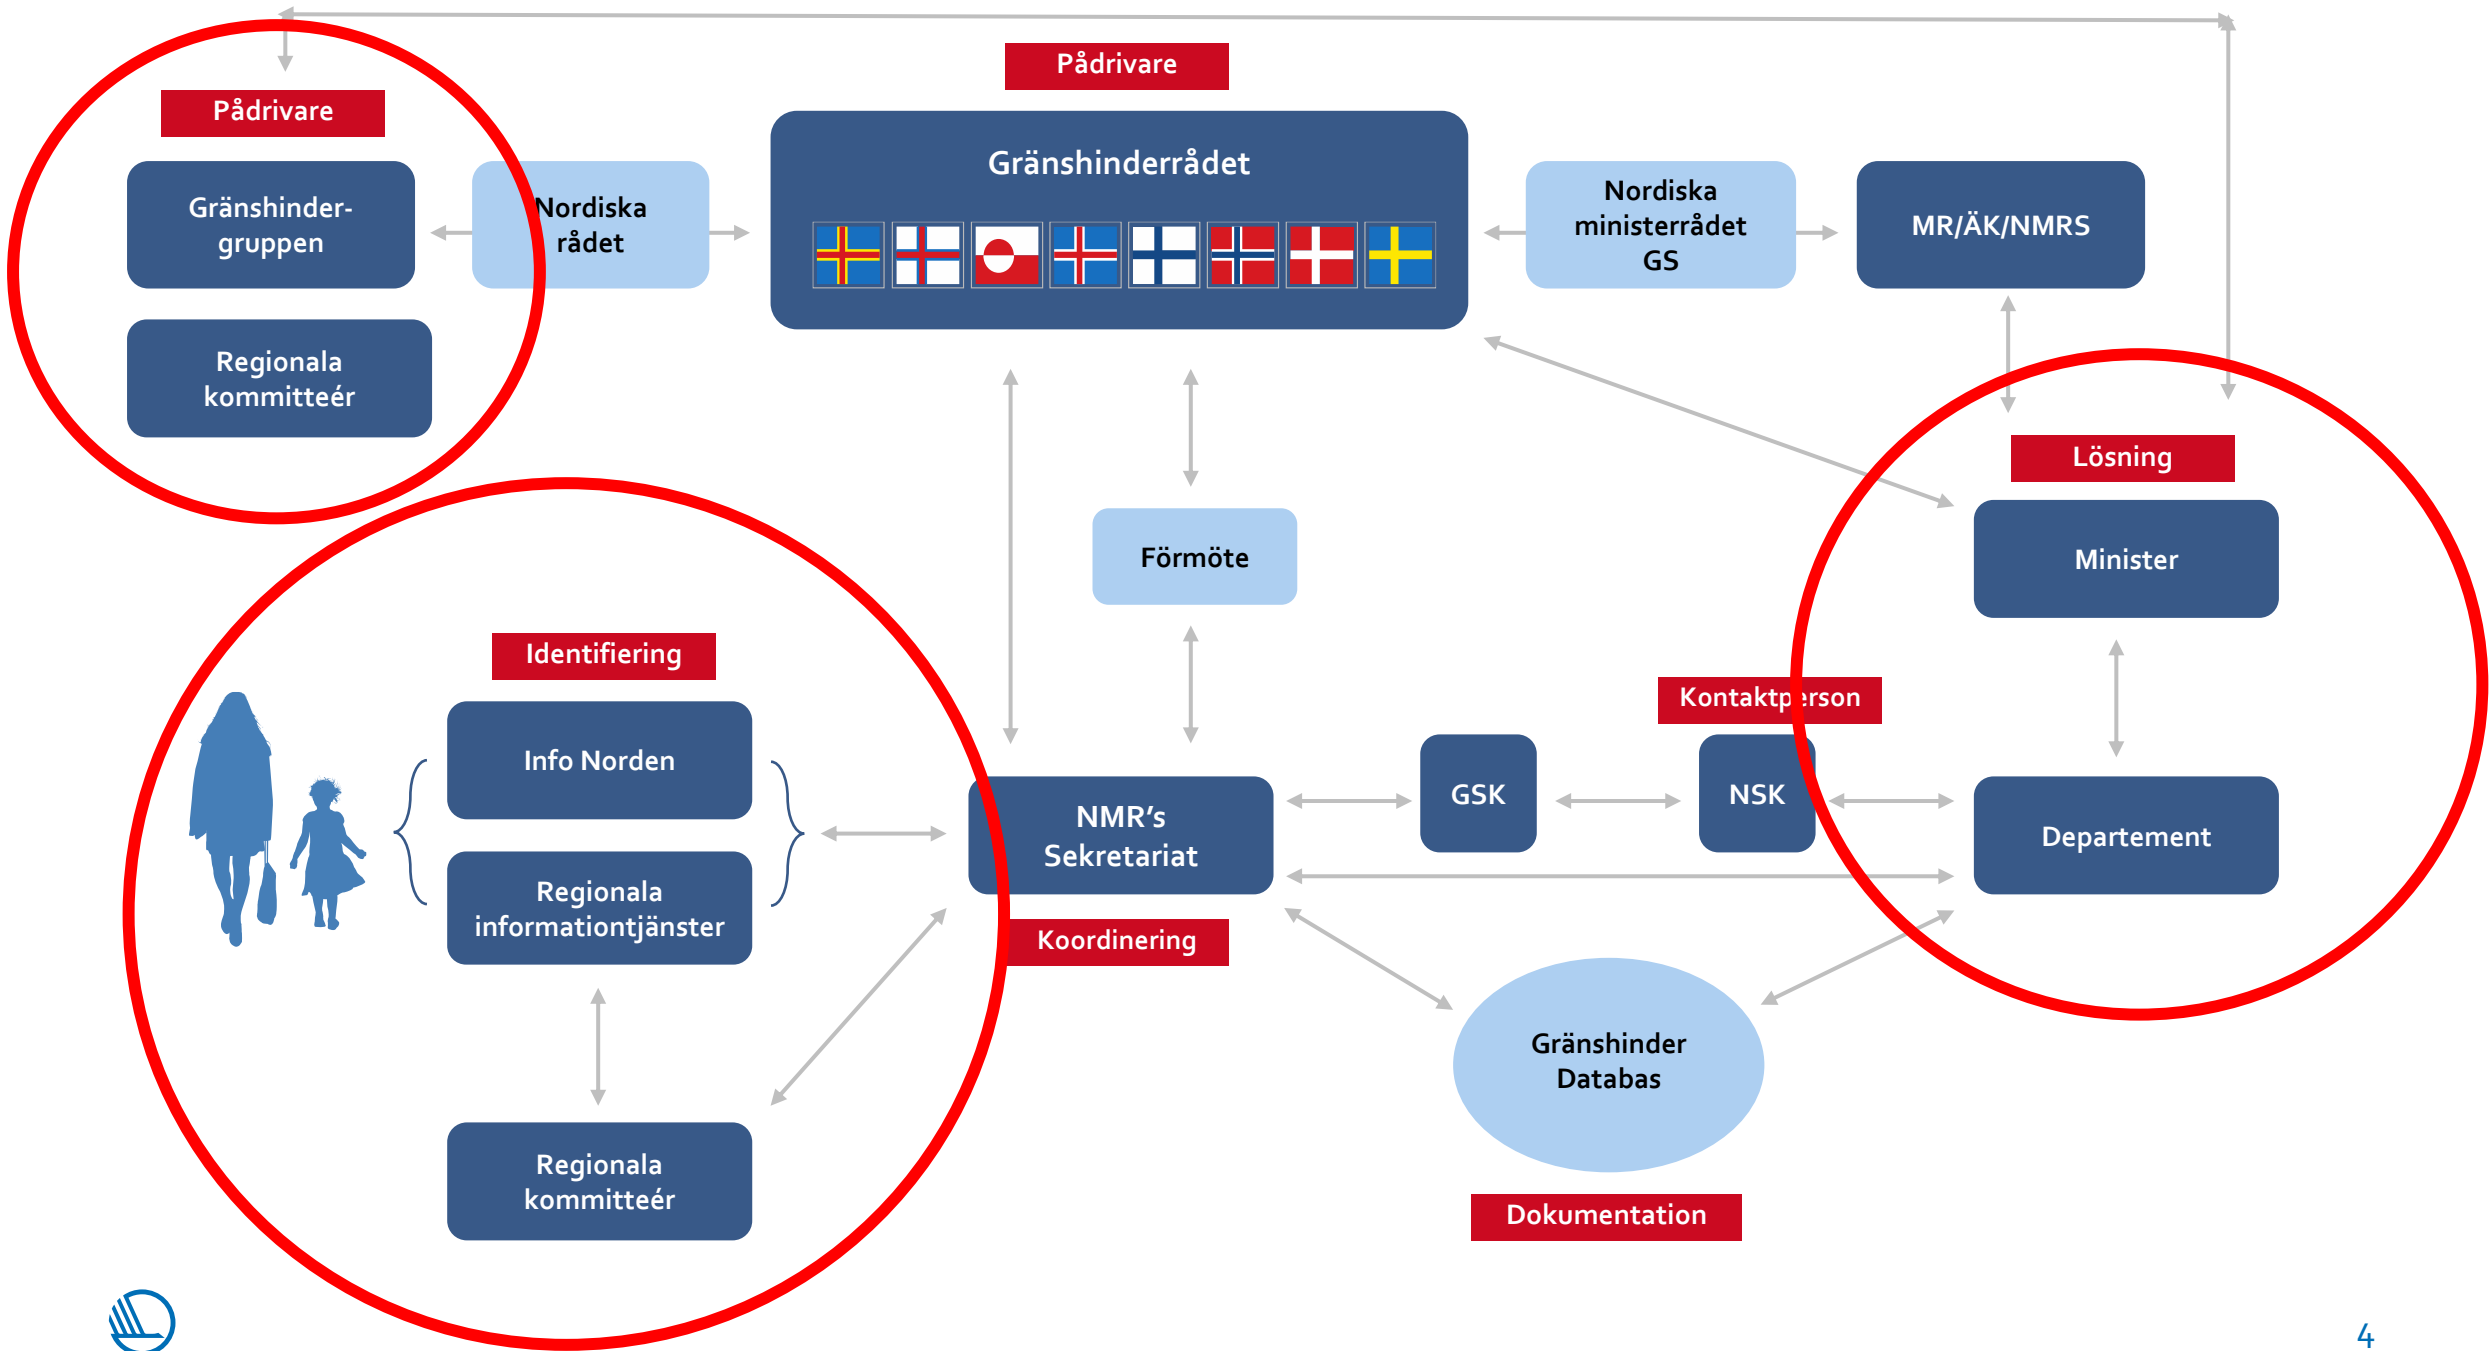 Pådrivare
Pådrivare
Gränshinder-
gruppen
Nordiska
rådet
Gränshinderrådet
Nordiska
ministerrådet
GS
MR/ÄK/NMRS
Regionala
kommitteér
Lösning
Minister
Förmöte
Identifiering
Info Norden
Regionala
informationtjänster
Kontaktperson
NMR’s
Sekretariat
GSK
NSK
Departement
Koordinering
Gränshinder
Databas
Regionala
kommitteér
Dokumentation
4